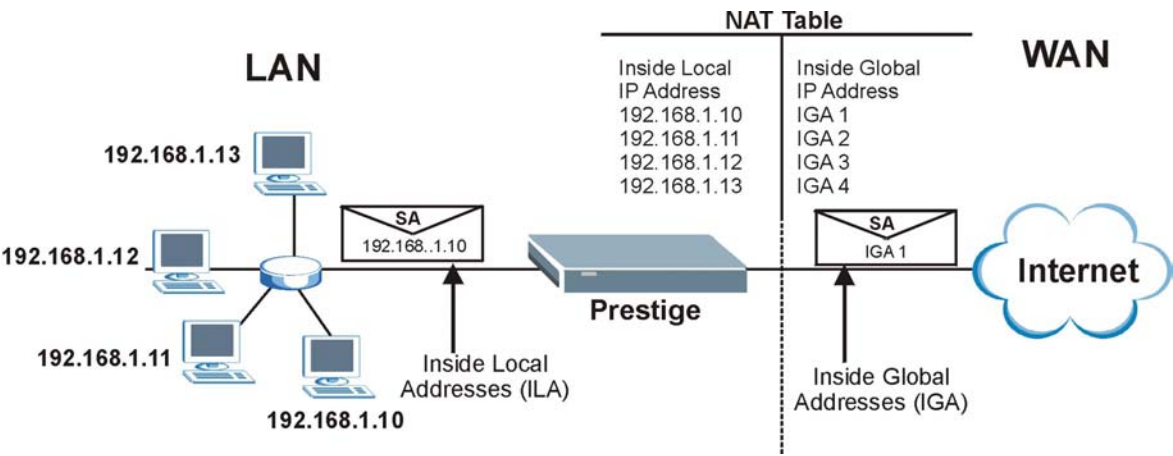 NAT Table
LAN
WAN
Inside Local
IP Address
192.168.1.10
192.168.1.11
192.168.1.12
192.168.1.13
Inside Global
IP Address
IGA 1
IGA 2
IGA 3
IGA 4
192.168.1.13
SA
192.168..1.10
SA
IGA 1
192.168.1.12
Internet
Prestige
192.168.1.11
Inside Local
Addresses (ILA)
Inside Global
Addresses (IGA)
192.168.1.10